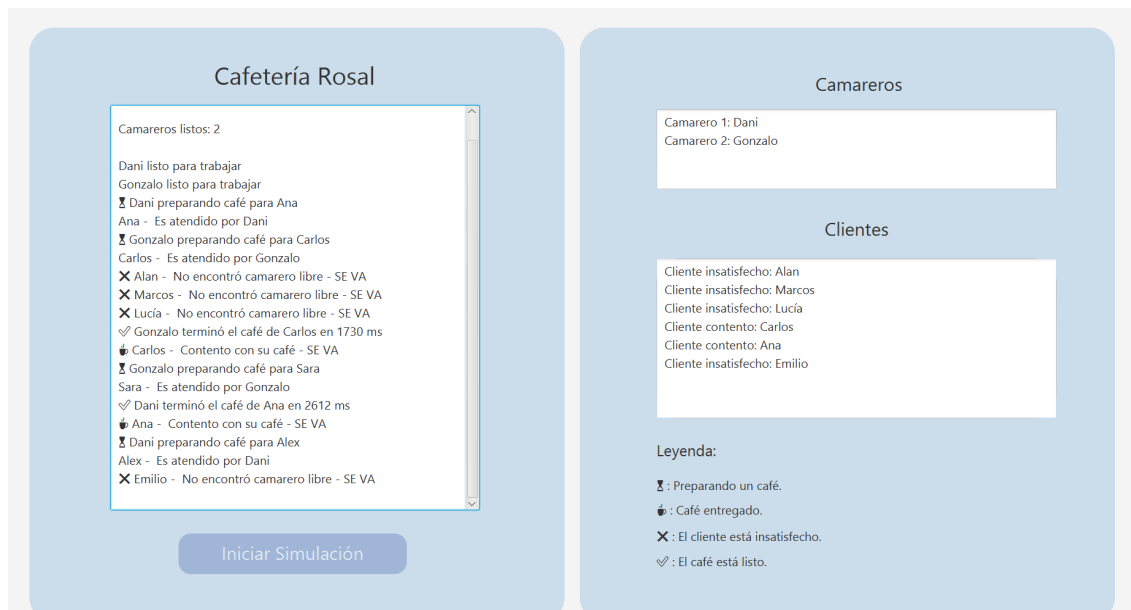 Cafetería Rosal
Camareros listos: 2
Dani listo para trabajar
Gonzalo listo para trabajar
⧗ Dani preparando café para Ana
Ana -  Es atendido por Dani
⧗ Gonzalo preparando café para Carlos
Carlos -  Es atendido por Gonzalo
✕ Alan -  No encontró camarero libre - SE VA
✕ Marcos -  No encontró camarero libre - SE VA
✕ Lucía -  No encontró camarero libre - SE VA
✓ Gonzalo terminó el café de Carlos en 1730 ms
☕ Carlos -  Contento con su café - SE VA
⧗ Gonzalo preparando café para Sara
Sara -  Es atendido por Gonzalo
✓ Dani terminó el café de Ana en 2612 ms
☕ Ana -  Contento con su café - SE VA
⧗ Dani preparando café para Alex
Alex -  Es atendido por Dani
✕ Emilio -  No encontró camarero libre - SE VA
Iniciar Simulación
Camareros
Camarero 1: Dani
Camarero 2: Gonzalo
Clientes
Cliente insatisfecho: Alan
Cliente insatisfecho: Marcos
Cliente insatisfecho: Lucía
Cliente contento: Carlos
Cliente contento: Ana
Cliente insatisfecho: Emilio
Leyenda:
⧗ : Preparando un café.
☕ : Café entregado.
✕ : El cliente está insatisfecho.
✓ : El café está listo.